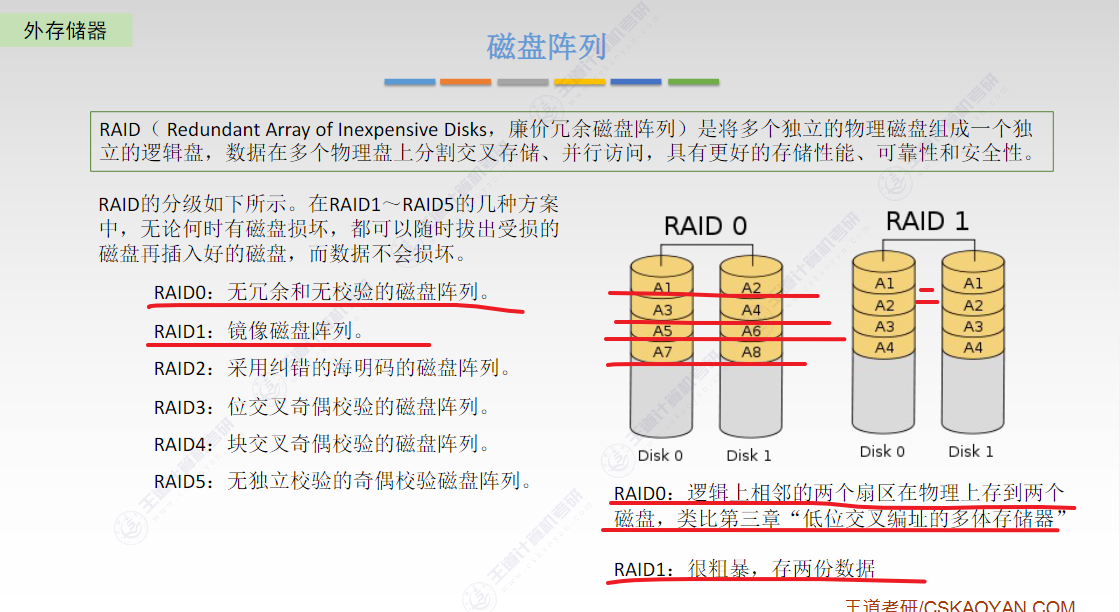 外存储器
磁盘阵列
RAID（ Redundant Array of Inexpensive Disks，廉价冗余磁盘阵列）是将多个独立的物理磁盘组成一个独
立的逻辑盘，数据在多个物理盘上分割交叉存储、并行访问，具有更好的存储性能、可靠性和安全性。
RAID的分级如下所示。在RAID1～RAID5的几种方案
中，无论何时有磁盘损坏，都可以随时拔出受损的
磁盘再插入好的磁盘，而数据不会损坏。
RAID0：无冗余和无校验的磁盘阵列。
RAID1：镜像磁盘阵列。
RAID2：采用纠错的海明码的磁盘阵列。
RAID3：位交叉奇偶校验的磁盘阵列。
RAID4：块交叉奇偶校验的磁盘阵列。
RAID5：无独立校验的奇偶校验磁盘阵列。
RAID 0
A1 A2
A3 A4
A5 A6
A7 A8
Disk 0 Disk 1
RAID 1
A1 A1
A2 A2
A3 A3
A4 A4
Disk 0 Disk 1
RAID0：逻辑上相邻的两个扇区在物理上存到两个
磁盘，类比第三章“低位交叉编址的多体存储器”
RAID1：很粗暴，存两份数据
王道考研/CSKAOYAN.COM
王道计算机考研